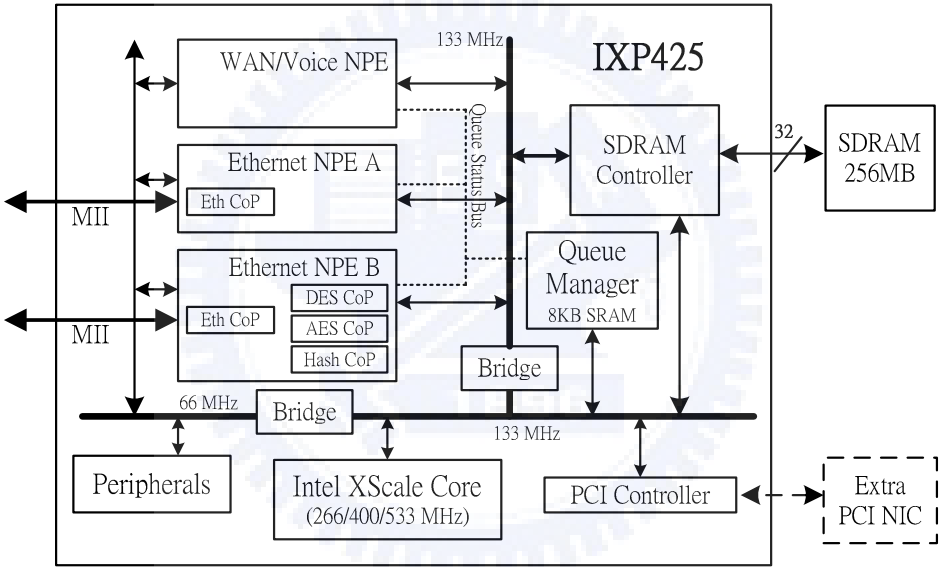 133 MHz
IXP425
WAN/Voice NPE
Queue Status Bus
SDRAM
Controller
32
SDRAM
256MB
Ethernet NPE A
Eth CoP
MII
Ethernet NPE B
DES CoP
Eth CoP
AES CoP
Hash CoP
MII
Queue
Manager
8KB SRAM
Bridge
66 MHz
Bridge
133 MHz
Peripherals
Intel XScale Core
(266/400/533 MHz)
PCI Controller
Extra
PCI NIC